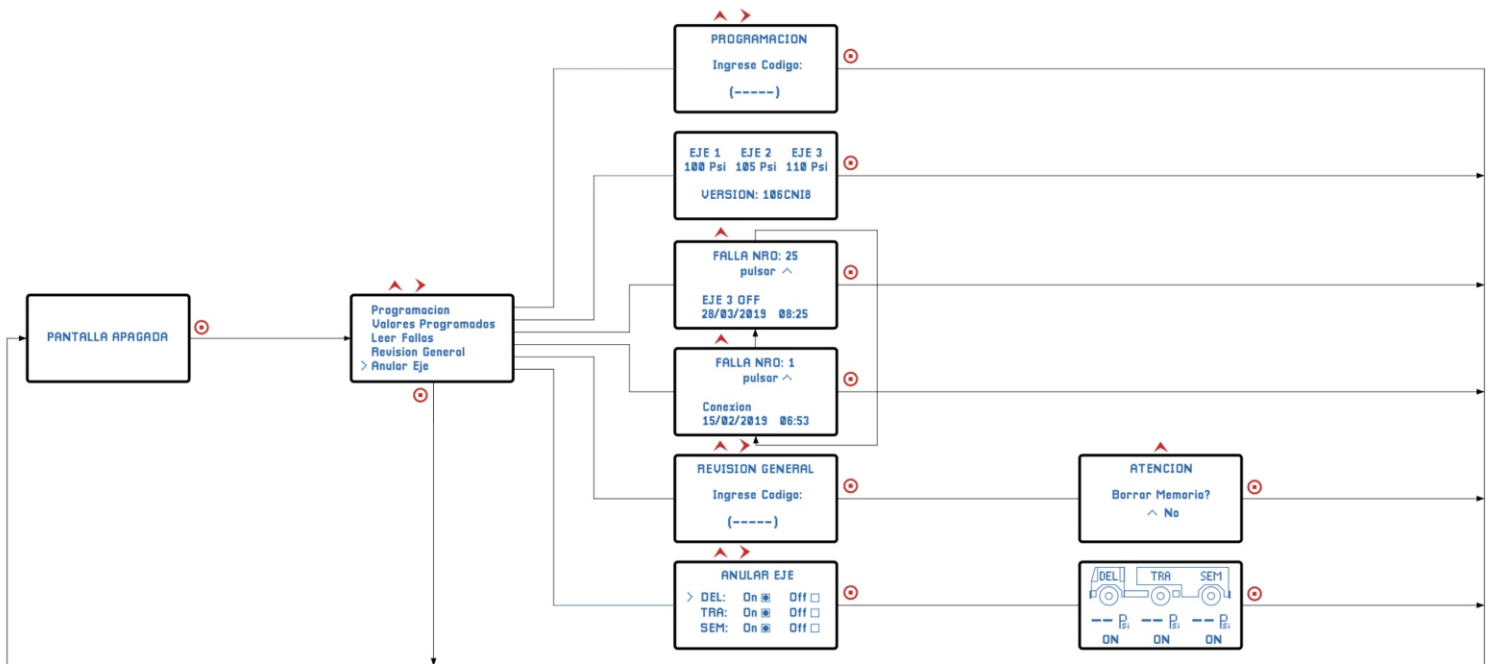 PROGRAMACION
Ingrese Codigo:
(-----)
EJE 1 EJE 2 EJE 3
100 Psi 105 Psi 110 Psi
VERSION: 106CNI8
FALLA NRO: 25
pulsar ^
EJE 3 OFF
28/03/2019 08:25
PANTALLA APAGADA
Programacion
Valores Programados
Leer Fallas
Revision General
> Anular Eje
FALLA NRO: 1
pulsar ^
Conexion
15/02/2019 06:53
REVISION GENERAL
Ingrese Codigo:
(-----)
ATENCION
Borrar Memoria?
^ No
ANULAR EJE
> DEL: On Off
TRA: On Off
SEM: On Off
DEL TRA SEM
-- Psi -- Psi -- Psi
ON ON ON